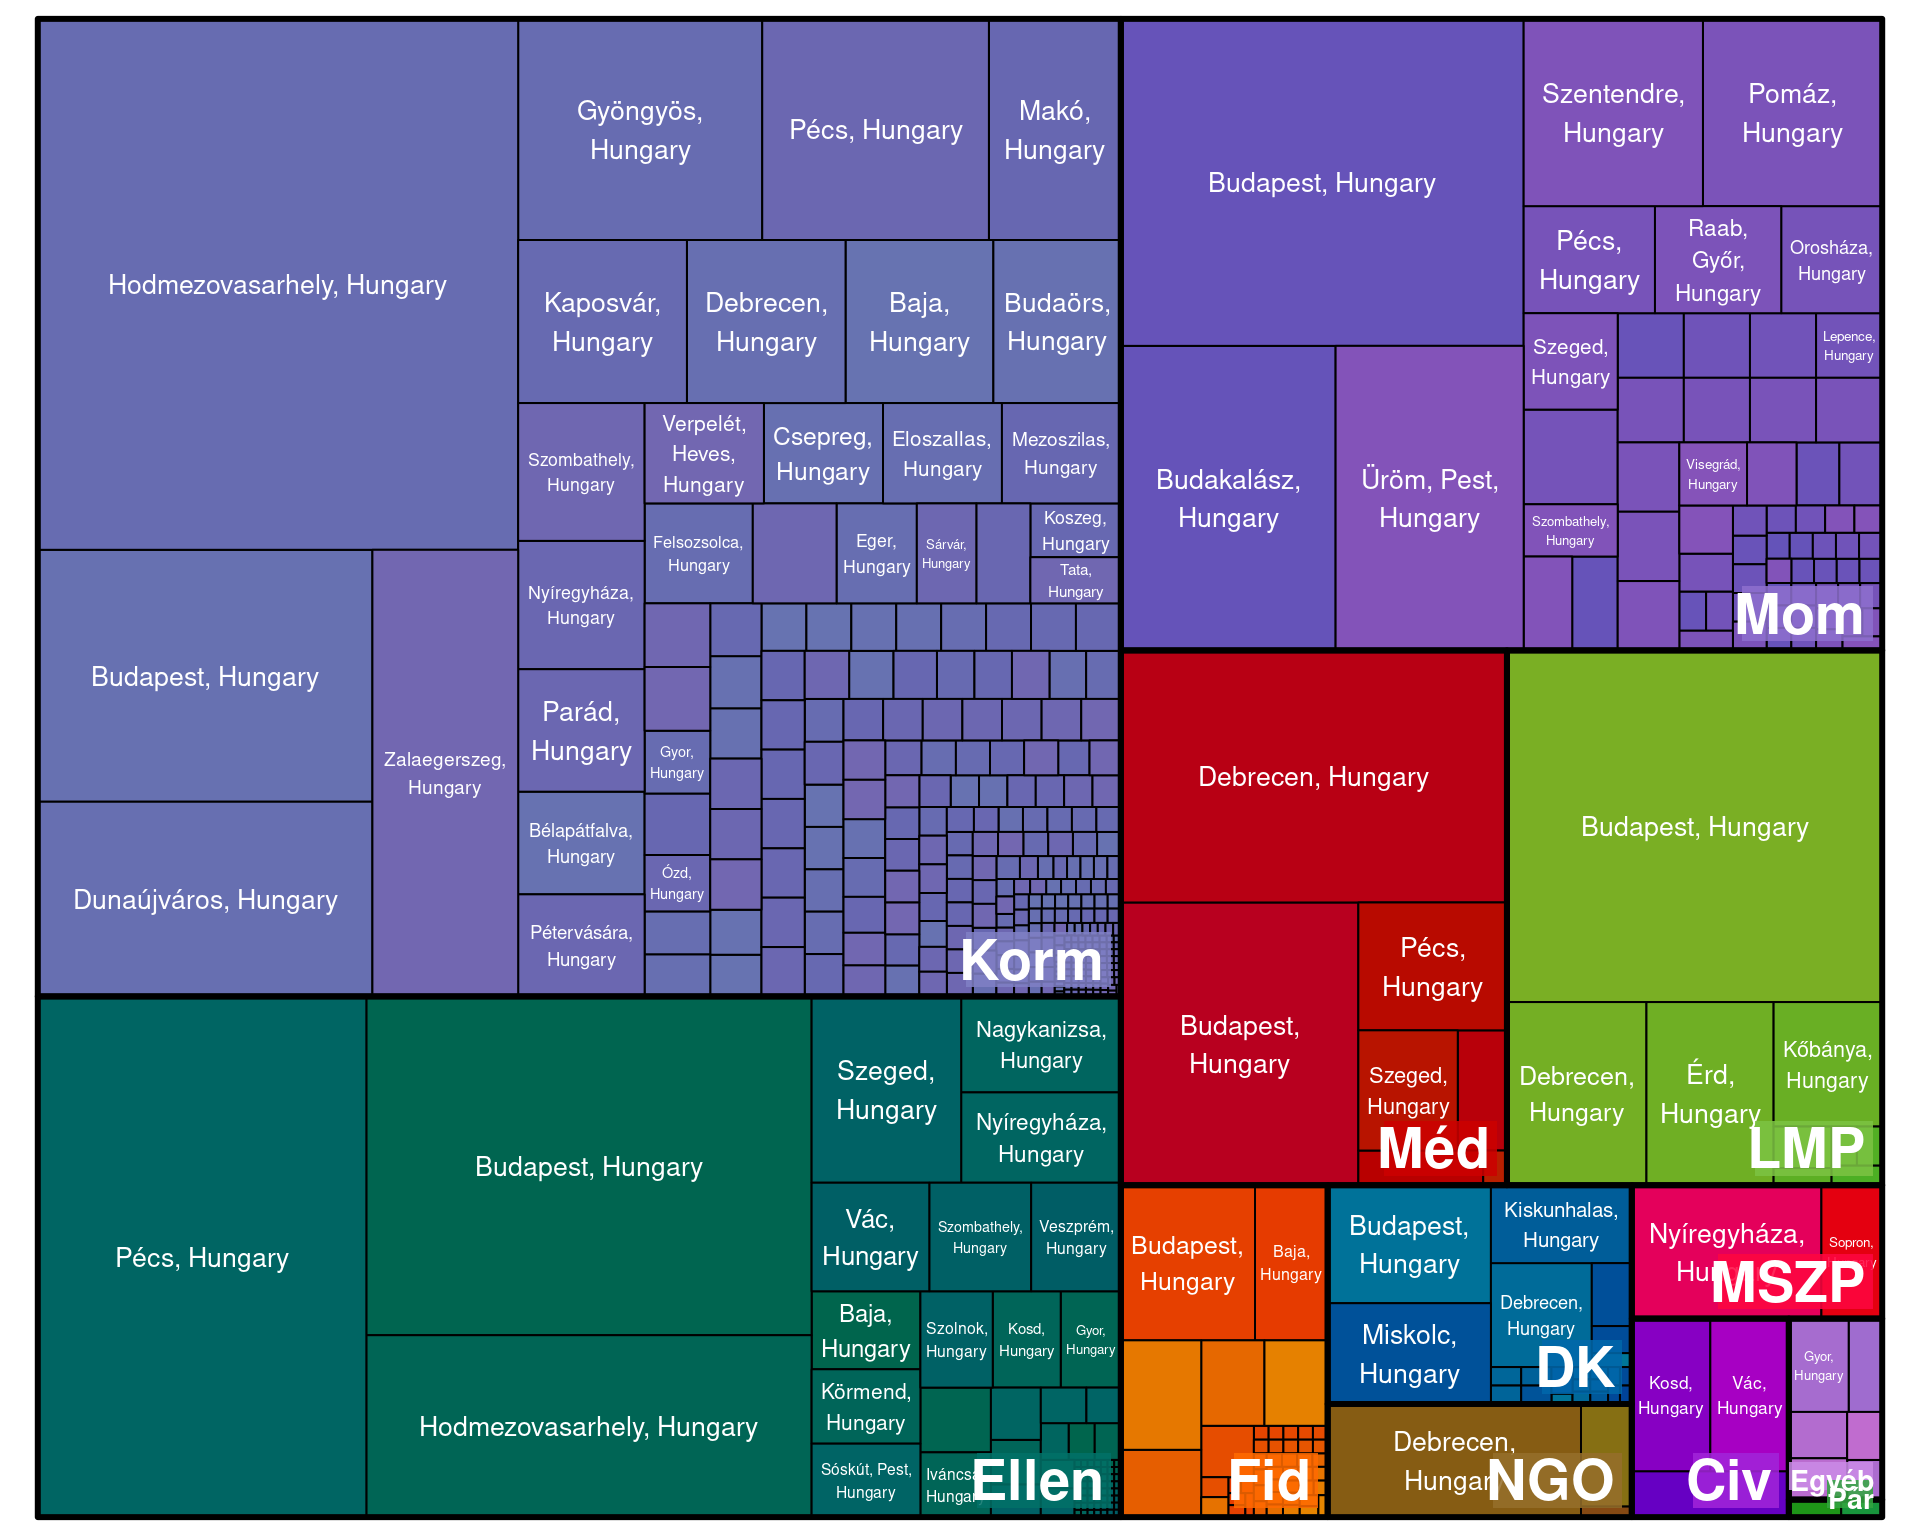 Hodmezovasarhely, Hungary
Budapest, Hungary
Dunaújváros, Hungary
Zalaegerszeg,
Hungary
Gyöngyös,
Hungary
Pécs, Hungary
Makó,
Hungary
Kaposvár,
Hungary
Debrecen,
Hungary
Baja,
Hungary
Budaörs,
Hungary
Szombathely,
Hungary
Verpelét,
Heves,
Hungary
Csepreg,
Hungary
Eloszallas,
Hungary
Mezoszilas,
Hungary
Nyíregyháza,
Hungary
Felsozsolca,
Hungary
Eger,
Hungary
Sárvár,
Hungary
Koszeg,
Hungary
Tata,
Hungary
Parád,
Hungary
Gyor,
Hungary
Bélapátfalva,
Hungary
Ózd,
Hungary
Pétervására,
Hungary
Korm
Budapest, Hungary
Szentendre,
Hungary
Pomáz,
Hungary
Pécs,
Hungary
Raab,
Győr,
Hungary
Orosháza,
Hungary
Budakalász,
Hungary
Üröm, Pest,
Hungary
Szeged,
Hungary
Lepence,
Hungary
Visegrád,
Hungary
Szombathely,
Hungary
Mom
Debrecen, Hungary
Budapest,
Hungary
Pécs,
Hungary
Szeged,
Hungary
Méd
Budapest, Hungary
Debrecen,
Hungary
Érd,
Hungary
Kőbánya,
Hungary
LMP
Pécs, Hungary
Budapest, Hungary
Hodmezovasarhely, Hungary
Szeged,
Hungary
Nagykanizsa,
Hungary
Nyíregyháza,
Hungary
Vác,
Hungary
Szombathely,
Hungary
Veszprém,
Hungary
Baja,
Hungary
Szolnok,
Hungary
Kosd,
Hungary
Gyor,
Hungary
Körmend,
Hungary
Sóskút, Pest,
Hungary
Iváncsa
Hungary
Ellen
Budapest,
Hungary
Baja,
Hungary
Fid
Budapest,
Hungary
Kiskunhalas,
Hungary
Miskolc,
Hungary
Debrecen,
Hungary
DK
Debrecen,
Hungary
NGO
Nyíregyháza,
Sopron,
MSZP
Kosd,
Hungary
Vác,
Hungary
Civ
Gyor,
Hungary
Egyéb
Pár